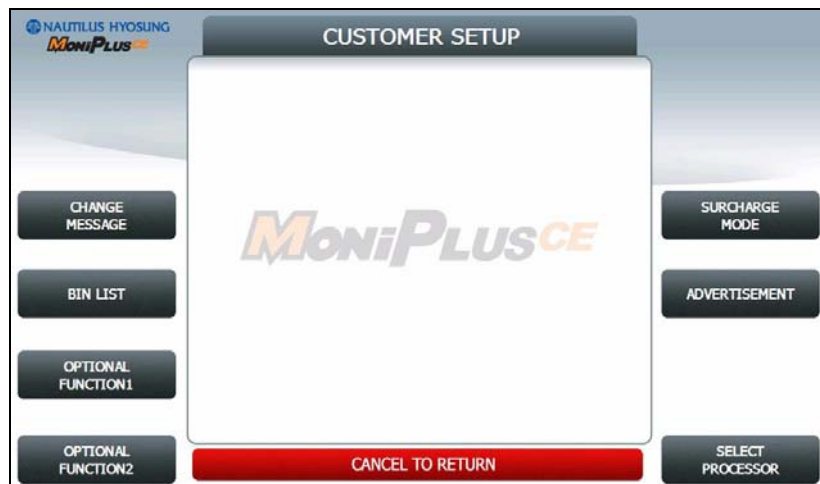 NAUTILUS HYOSUNG
MONIPLUS CE
CUSTOMER SETUP
CHANGE
MESSAGE
BIN LIST
OPTIONAL
FUNCTION1
OPTIONAL
FUNCTION2
MONIPLUS CE
SURCHARGE
MODE
ADVERTISEMENT
SELECT
PROCESSOR
CANCEL TO RETURN